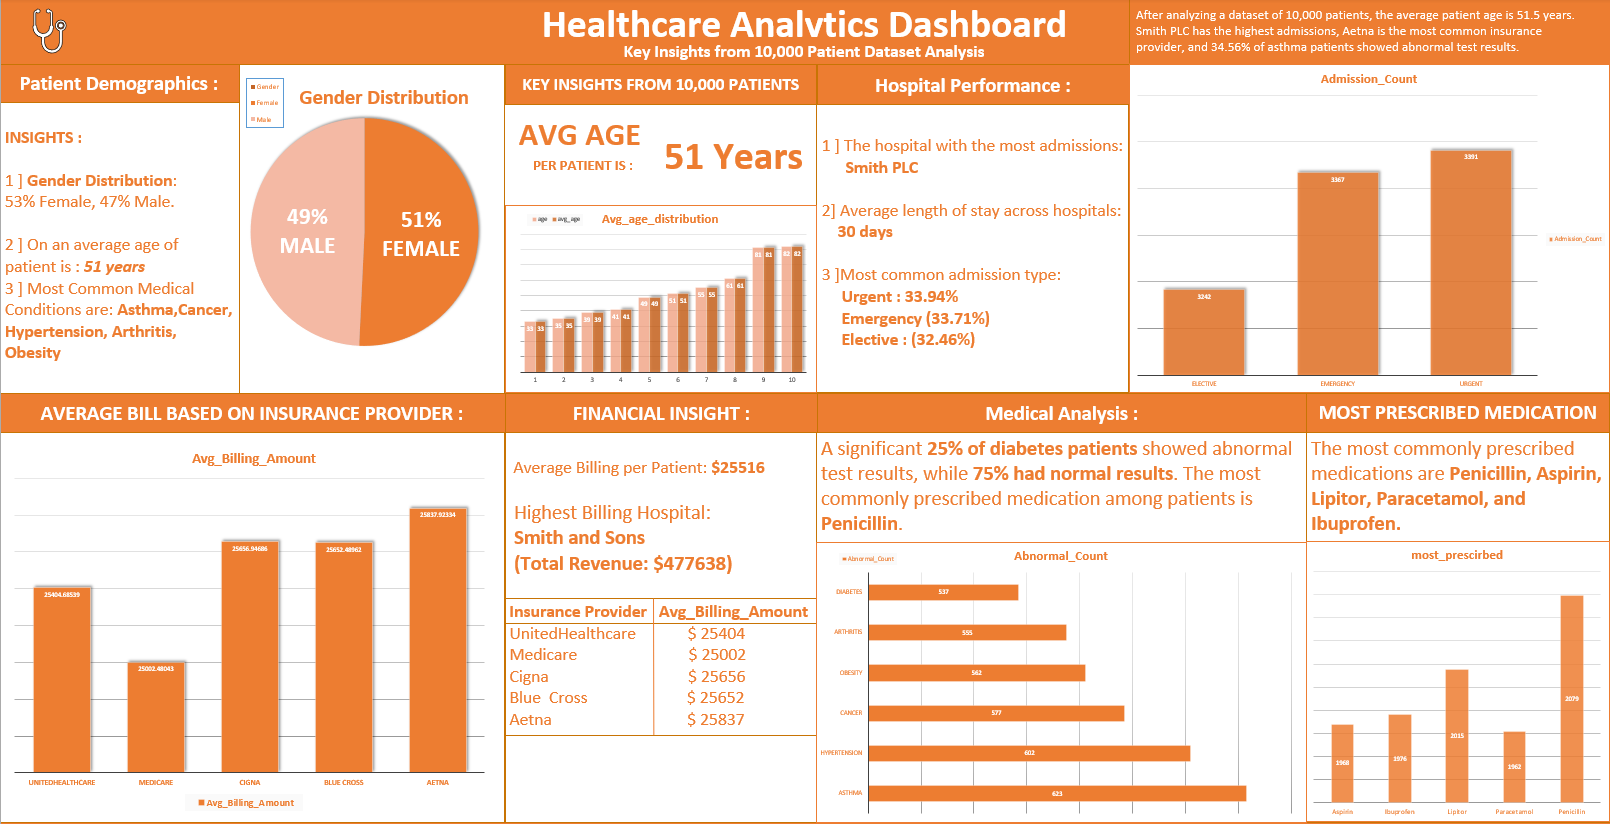 Healthcare Analytics Dashboard
Key Insights from 10,000 Patient Dataset Analysis
After analyzing a dataset of 10,000 patients, the average patient age is 51.5 years.
Smith PLC has the highest admissions, Aetna is the most common insurance
provider, and 34.56% of asthma patients showed abnormal test results.
Patient Demographics :
INSIGHTS :
1 ] Gender Distribution:
53% Female, 47% Male.
2 ] On an average age of
patient is : 51 years
3 ] Most Common Medical
Conditions are: Asthma,Cancer,
Hypertension, Arthritis,
Obesity
Gender
Female
Male
Gender Distribution
49%
MALE
51%
FEMALE
KEY INSIGHTS FROM 10,000 PATIENTS
AVG AGE
PER PATIENT IS :
51 Years
age avg_age
Avg_age_distribution
33 33 35 35 39 39 41 41 49 49 51 51 55 55 61 61 81 81 82 82
1 2 3 4 5 6 7 8 9 10
Hospital Performance :
1 ] The hospital with the most admissions:
Smith PLC
2] Average length of stay across hospitals:
30 days
3 ]Most common admission type:
Urgent : 33.94%
Emergency (33.71%)
Elective : (32.46%)
Admission_Count
3242
3367
3391
ELECTIVE EMERGENCY URGENT
Admission_Count
AVERAGE BILL BASED ON INSURANCE PROVIDER :
Avg_Billing_Amount
25404.68539
25002.48043
25656.94686
25652.48962
25837.92334
UNITEDHEALTHCARE MEDICARE CIGNA BLUE CROSS AETNA
Avg_Billing_Amount
FINANCIAL INSIGHT :
Average Billing per Patient: $25516
Highest Billing Hospital:
Smith and Sons
(Total Revenue: $477638)
Insurance Provider Avg_Billing_Amount
UnitedHealthcare $ 25404
Medicare $ 25002
Cigna $ 25656
Blue Cross $ 25652
Aetna $ 25837
Medical Analysis :
A significant 25% of diabetes patients showed abnormal
test results, while 75% had normal results. The most
commonly prescribed medication among patients is
Penicillin.
Abnormal_Count
Abnormal_Count
DIABETES 537
ARTHRITIS 555
OBESITY 562
CANCER 577
HYPERTENSION 602
ASTHMA 623
MOST PRESCRIBED MEDICATION
The most commonly prescribed
medications are Penicillin, Aspirin,
Lipitor, Paracetamol, and
Ibuprofen.
most_prescirbed
1968
1976
2015
1962
2079
Aspirin Ibuprofen Lipitor Paracetamol Penicillin